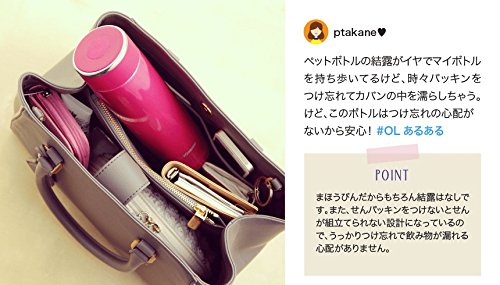 ptakane♥
ペットボトルの結露がイヤでマイボトル
を持ち歩いてるけど、時々パッキンを
つけ忘れてカバンの中を濡らしちゃう。
けど、このボトルはつけ忘れの心配が
ないから安心! #OL あるある
POINT
まほうびんだからもちろん結露はなしで
す。また、せんパッキンをつけないとせん
が組立てられない設計になっているの
で、うっかりつけ忘れで飲み物が漏れる
心配がありません。